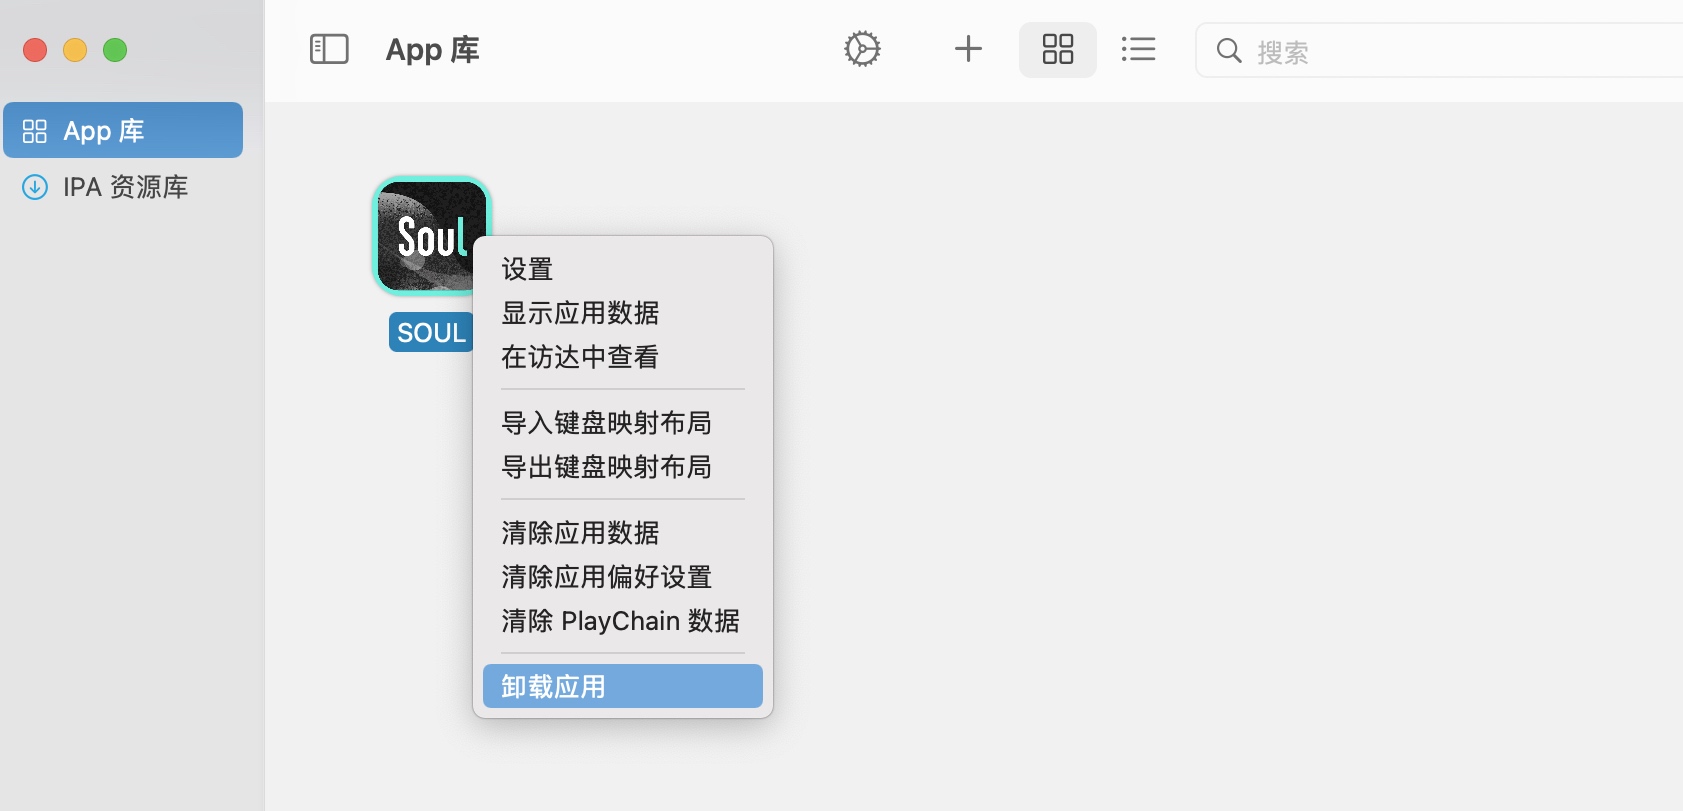 App 库
搜索
App 库
IPA 资源库
Soul
SOUL
设置
显示应用数据
在访达中查看
导入键盘映射布局
导出键盘映射布局
清除应用数据
清除应用偏好设置
清除 PlayChain 数据
卸载应用